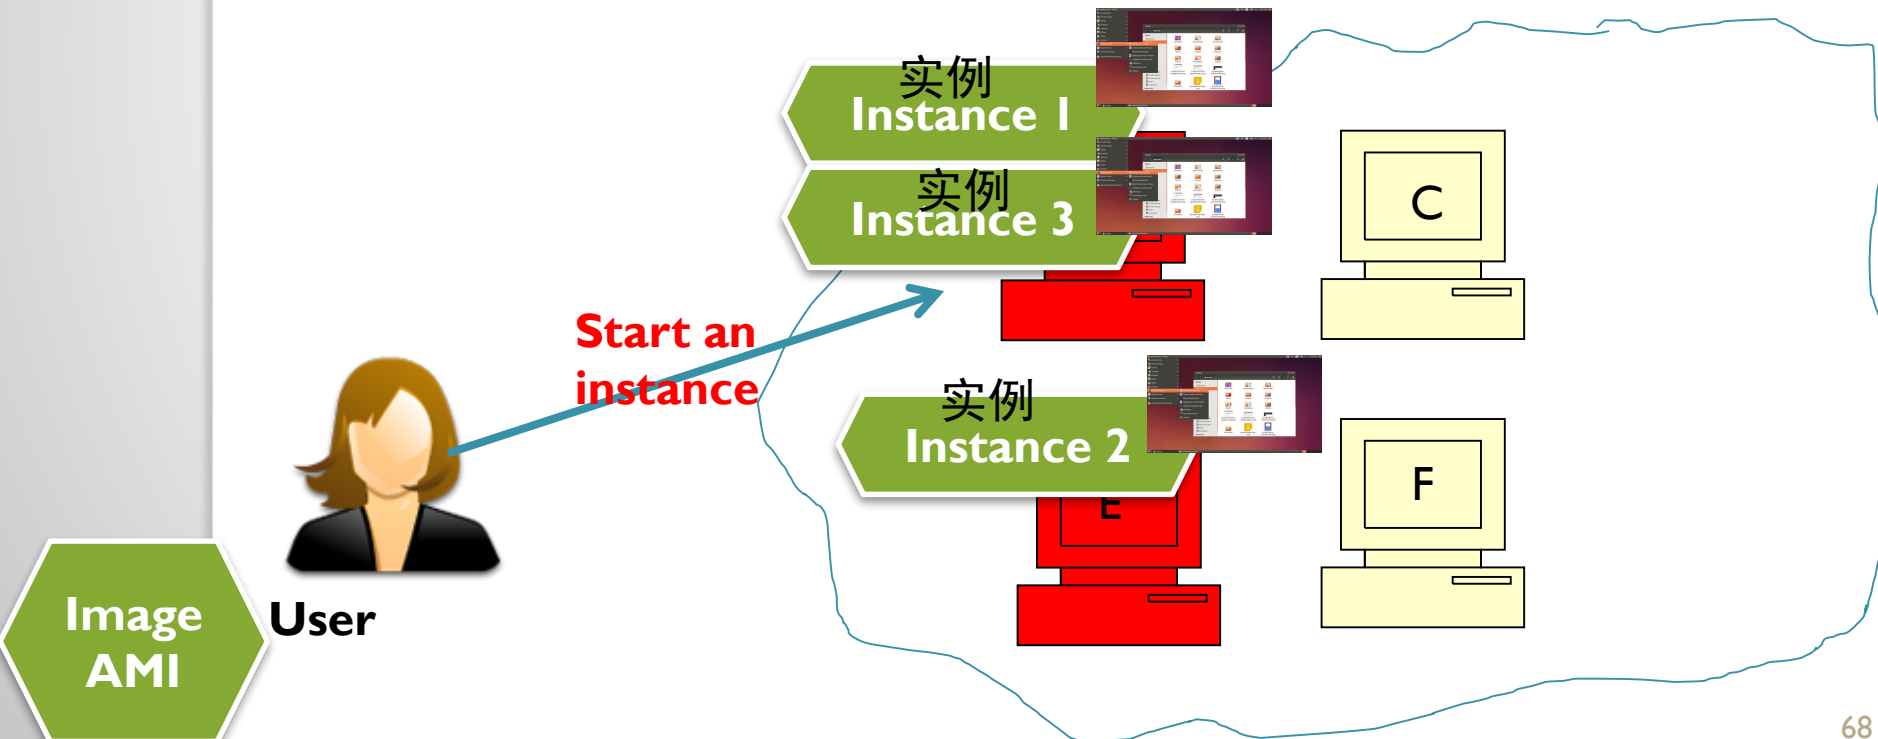 实例
Instance 1
实例
Instance 3
C
Start an
instance
实例
Instance 2
E
F
Image
AMI
User
68